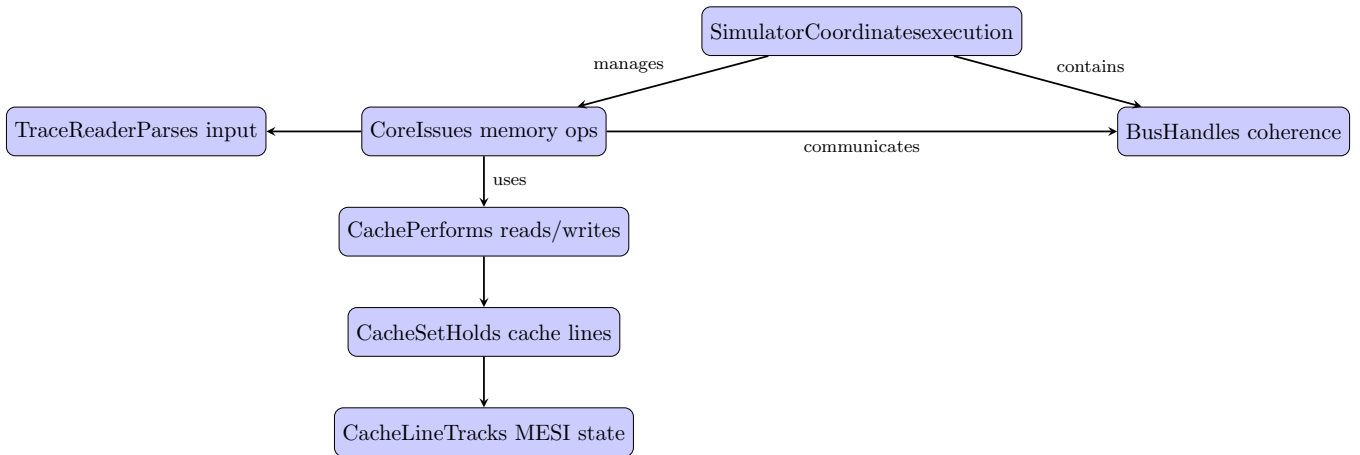 SimulatorCoordinatesexecution
manages
contains
TraceReaderParses input
CoreIssues memory ops
BusHandles coherence
communicates
uses
CachePerforms reads/writes
CacheSetHolds cache lines
CacheLineTracks MESI state